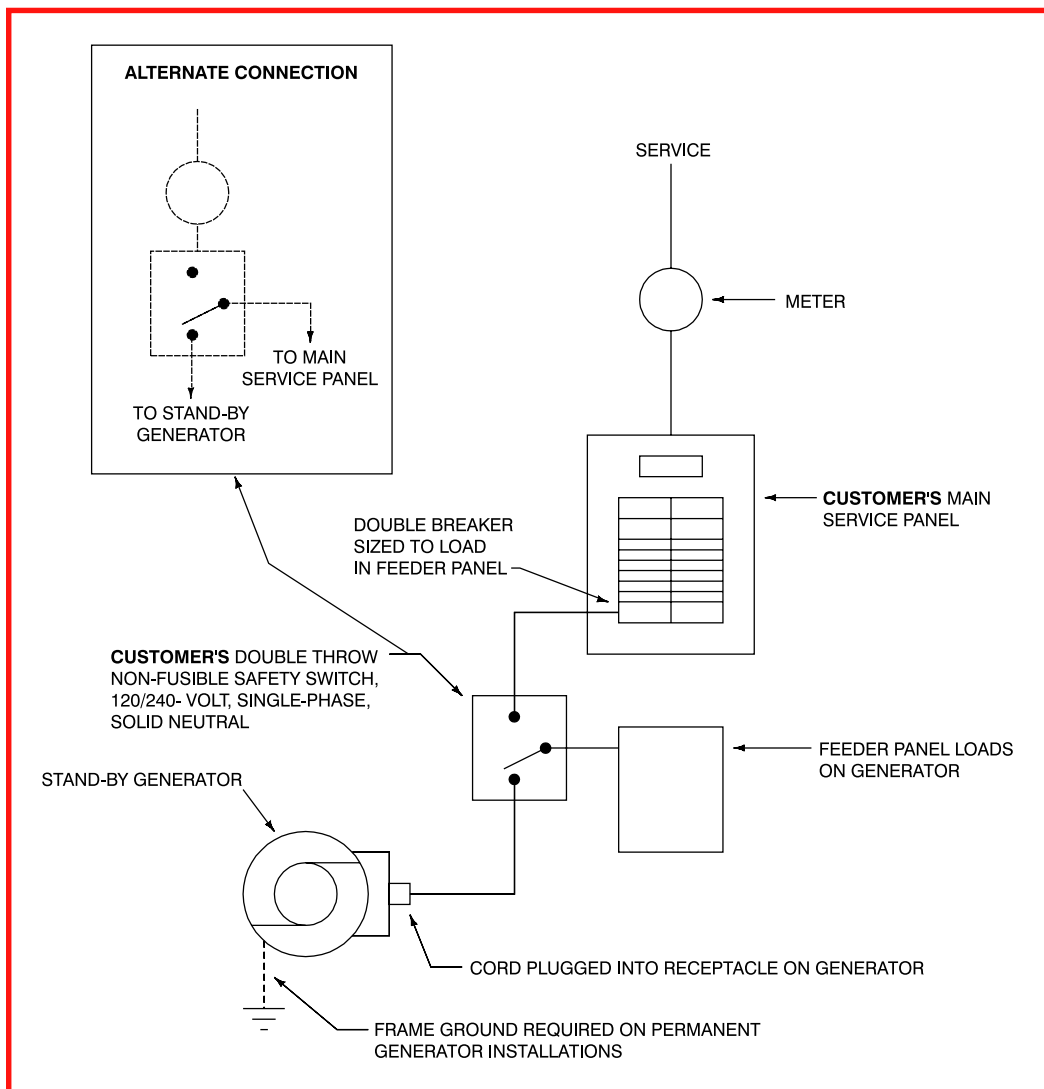 ALTERNATE CONNECTION
TO MAIN
SERVICE PANEL
TO STAND-BY
GENERATOR
SERVICE
METER
CUSTOMER'S MAIN
SERVICE PANEL
DOUBLE BREAKER
SIZED TO LOAD
IN FEEDER PANEL
CUSTOMER'S DOUBLE THROW
NON-FUSIBLE SAFETY SWITCH,
120/240- VOLT, SINGLE-PHASE,
SOLID NEUTRAL
FEEDER PANEL LOADS
ON GENERATOR
STAND-BY GENERATOR
CORD PLUGGED INTO RECEPTACLE ON GENERATOR
FRAME GROUND REQUIRED ON PERMANENT
GENERATOR INSTALLATIONS